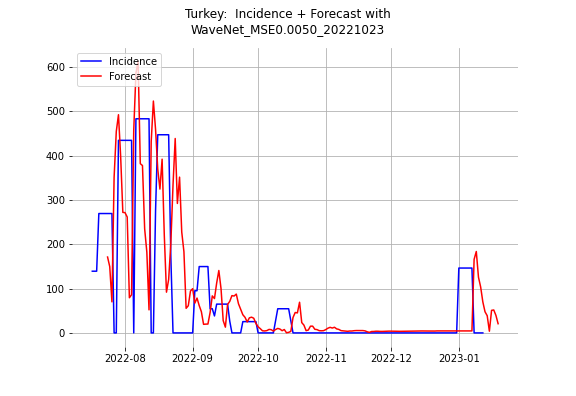 Turkey:  Incidence + Forecast with
WaveNet_MSE0.0050_20221023
Incidence
Forecast
600
500
400
300
200
100
0
2022-08 2022-09 2022-10 2022-11 2022-12 2023-01